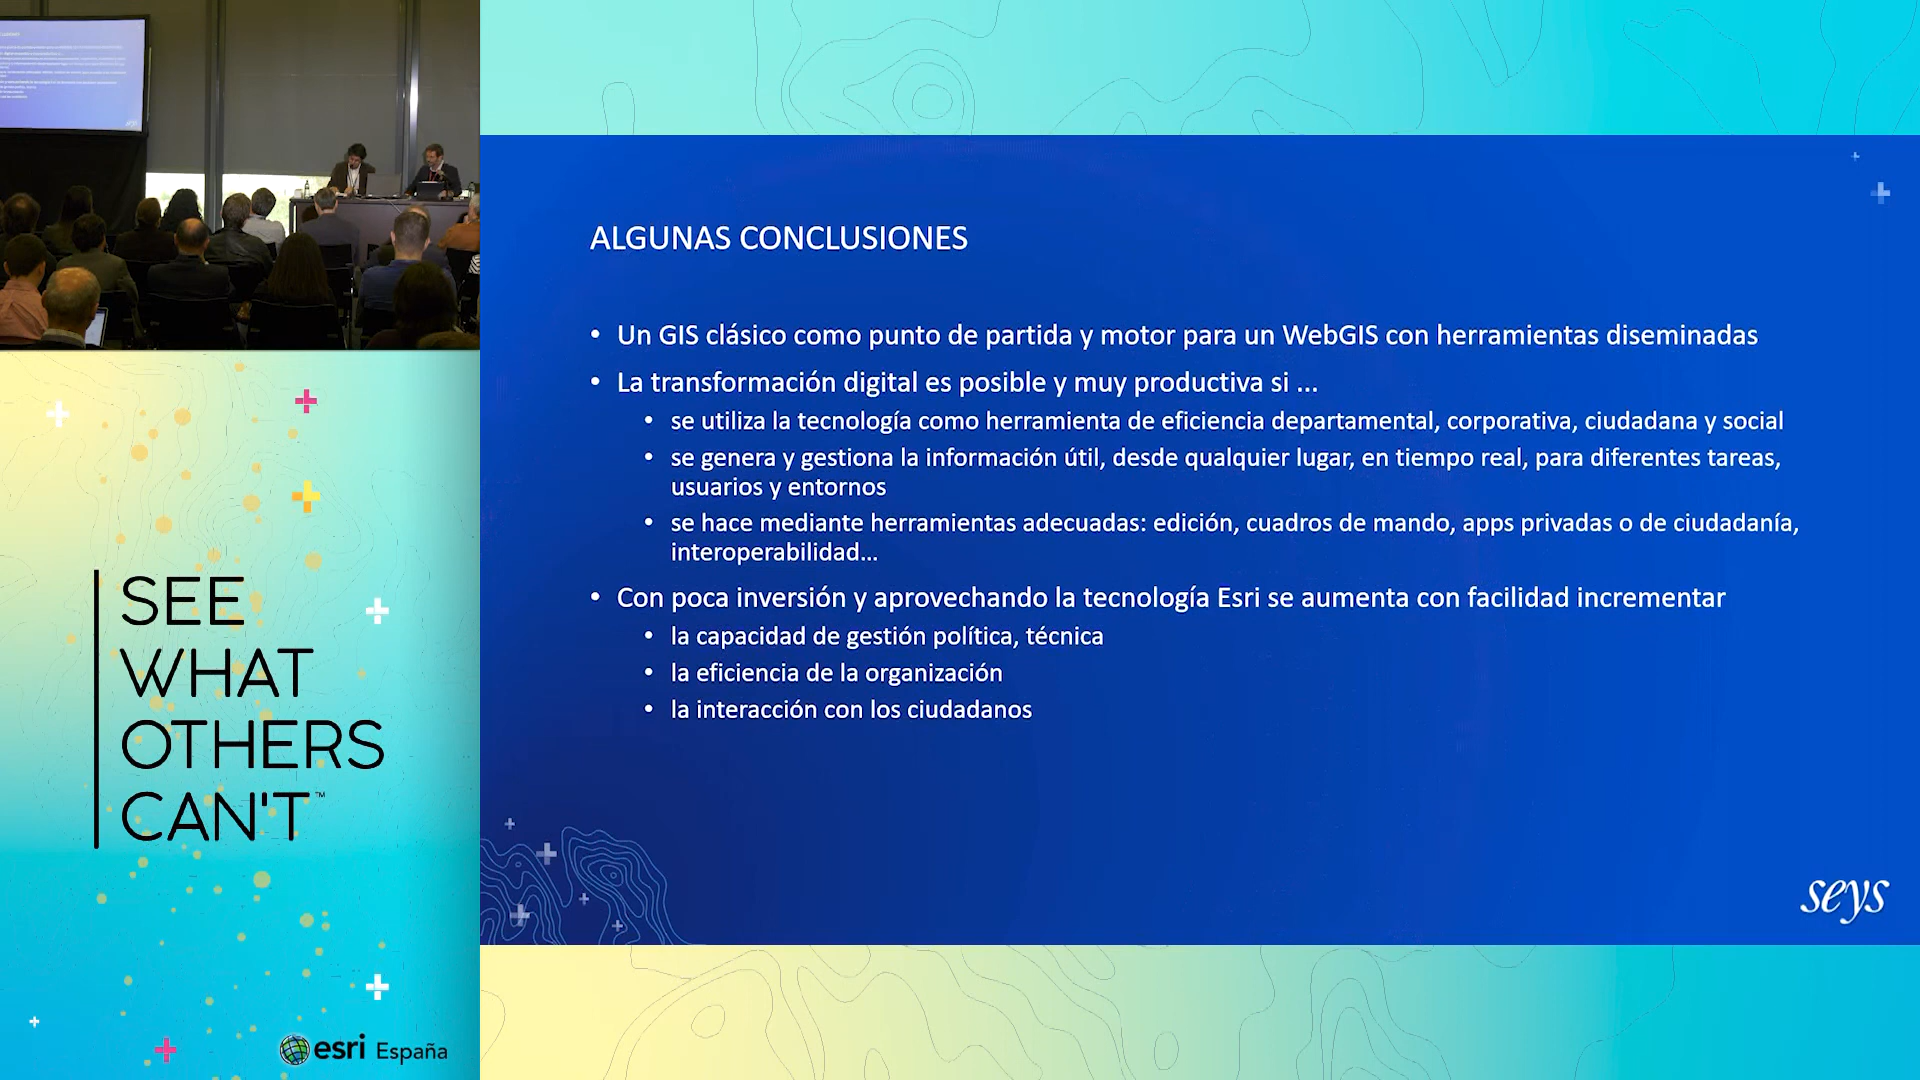 ALGUNAS CONCLUSIONES
• Un GIS clásico como punto de partida y motor para un WebGIS con herramientas diseminadas
• La transformación digital es posible y muy productiva si ...
• se utiliza la tecnología como herramienta de eficiencia departamental, corporativa, ciudadana y social
• se genera y gestiona la información útil, desde qualquier lugar, en tiempo real, para diferentes tareas,
usuarios y entornos
• se hace mediante herramientas adecuadas: edición, cuadros de mando, apps privadas o de ciudadanía,
interoperabilidad...
• Con poca inversión y aprovechando la tecnología Esri se aumenta con facilidad incrementar
• la capacidad de gestión política, técnica
• la eficiencia de la organización
• la interacción con los ciudadanos
seys
SEE
WHAT
OTHERS
CAN'T™
esri España